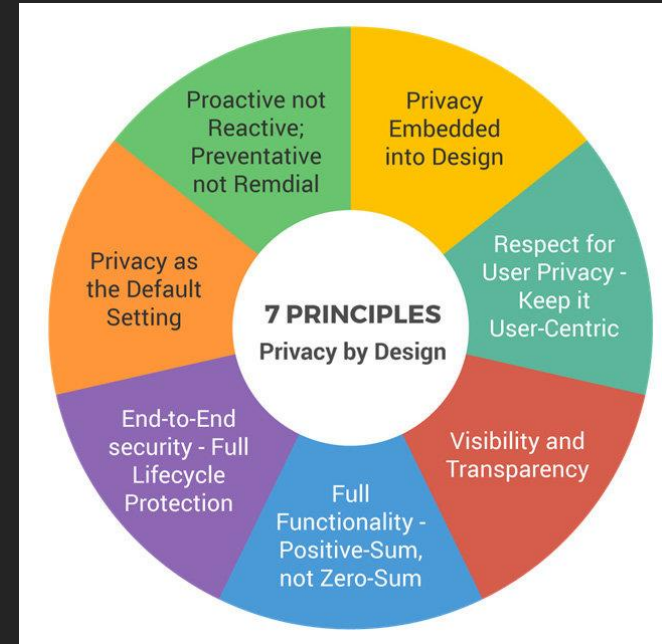 Proactive not
Reactive;
Preventative
not Remdial
Privacy
Embedded
into Design
Respect for
User Privacy -
Keep it
User-Centric
Visibility and
Transparency
Full
Functionality -
Positive-Sum,
not Zero-Sum
End-to-End
security - Full
Lifecycle
Protection
Privacy as
the Default
Setting
7 PRINCIPLES
Privacy by Design